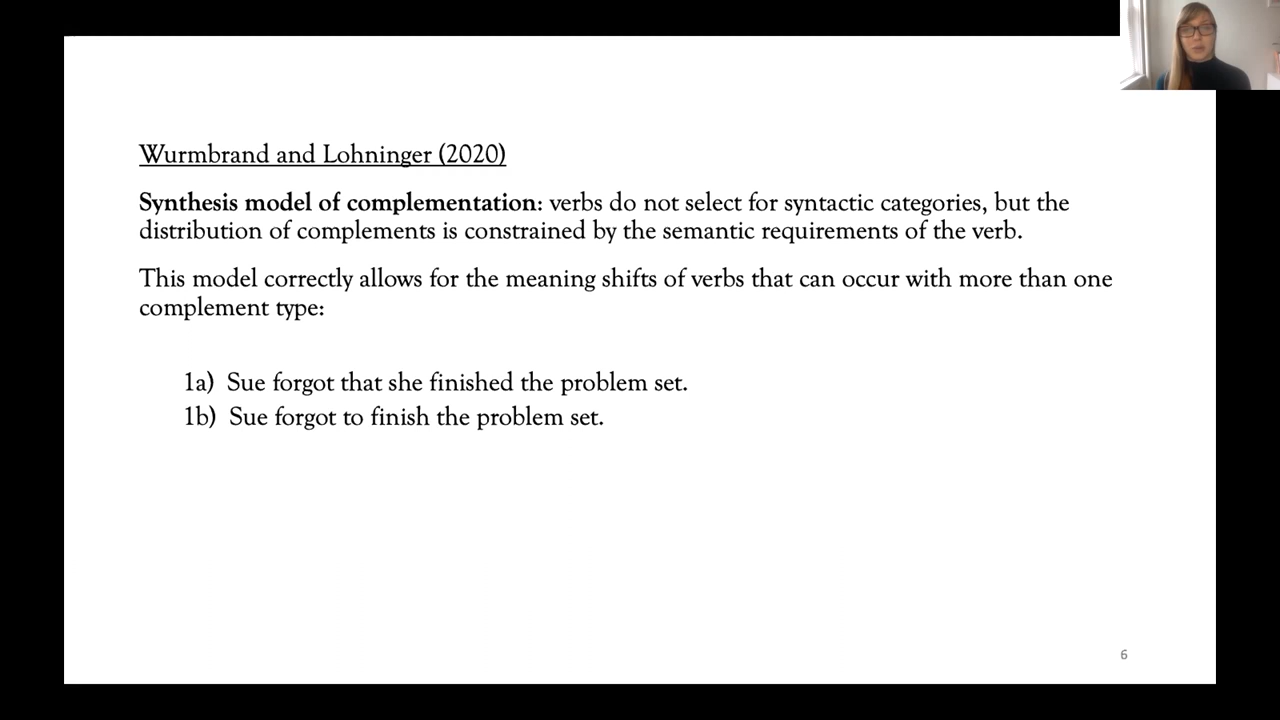 Wurmbrand and Lohninger (2020)
Synthesis model of complementation: verbs do not select for syntactic categories, but the
distribution of complements is constrained by the semantic requirements of the verb.
This model correctly allows for the meaning shifts of verbs that can occur with more than one
complement type:
1a) Sue forgot that she finished the problem set.
1b) Sue forgot to finish the problem set.
6